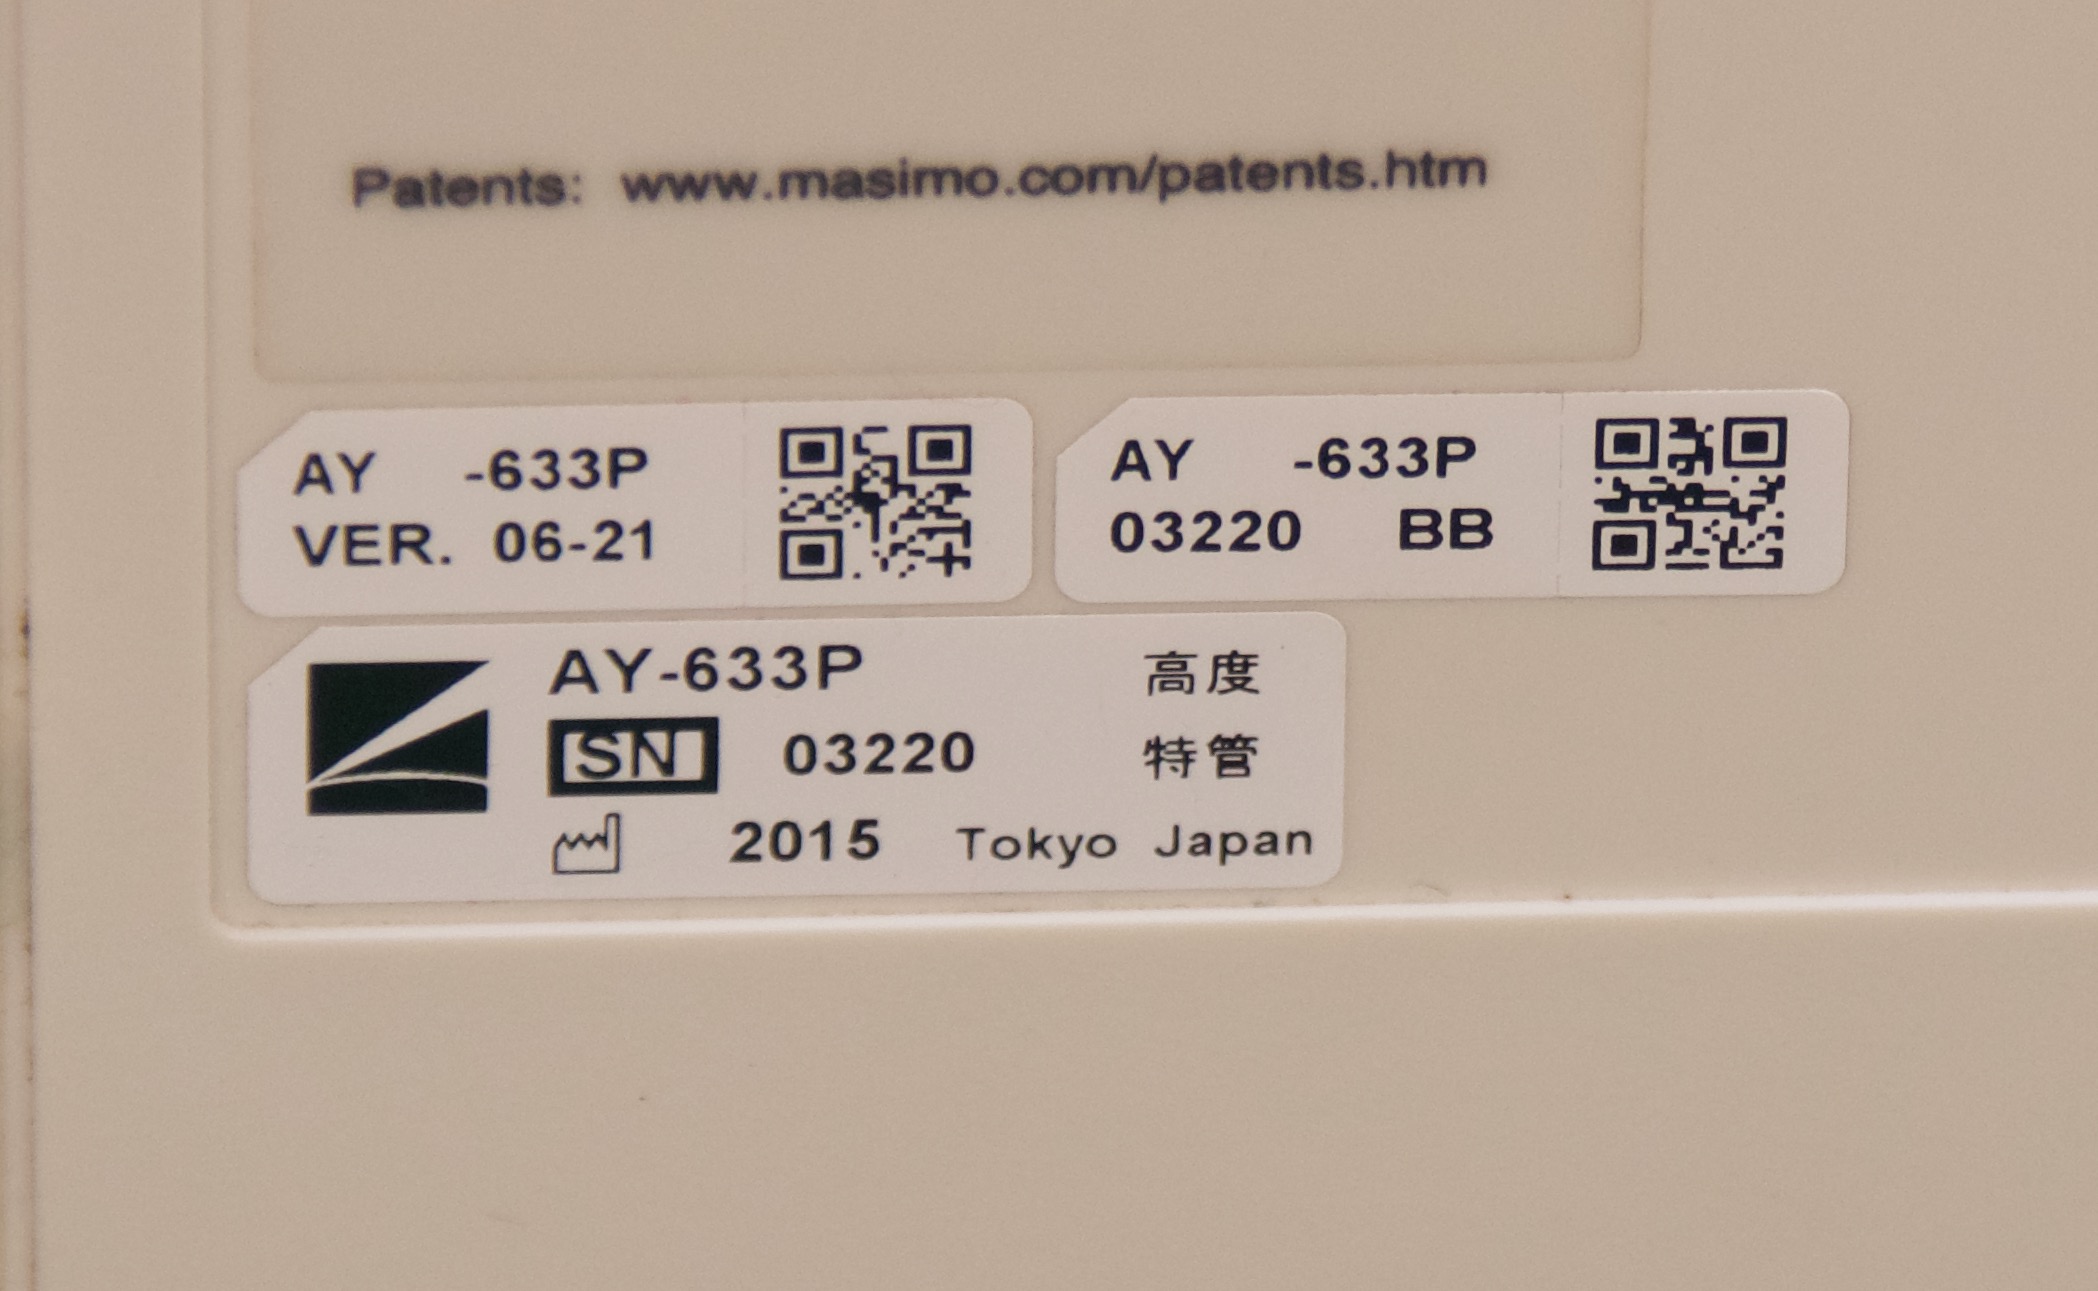 Patents: www.masimo.com/patents.htm
AY -633P
VER. 06-21
AY -633P
03220 BB
AY-633P 高度
SN 03220 特管
2015 Tokyo Japan